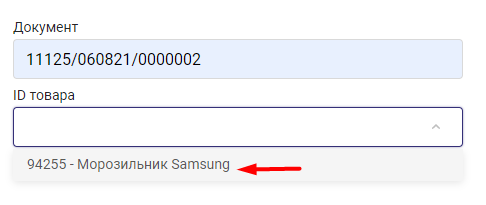 Документ
11125/060821/0000002
ID товара
94255 - Морозильник Samsung